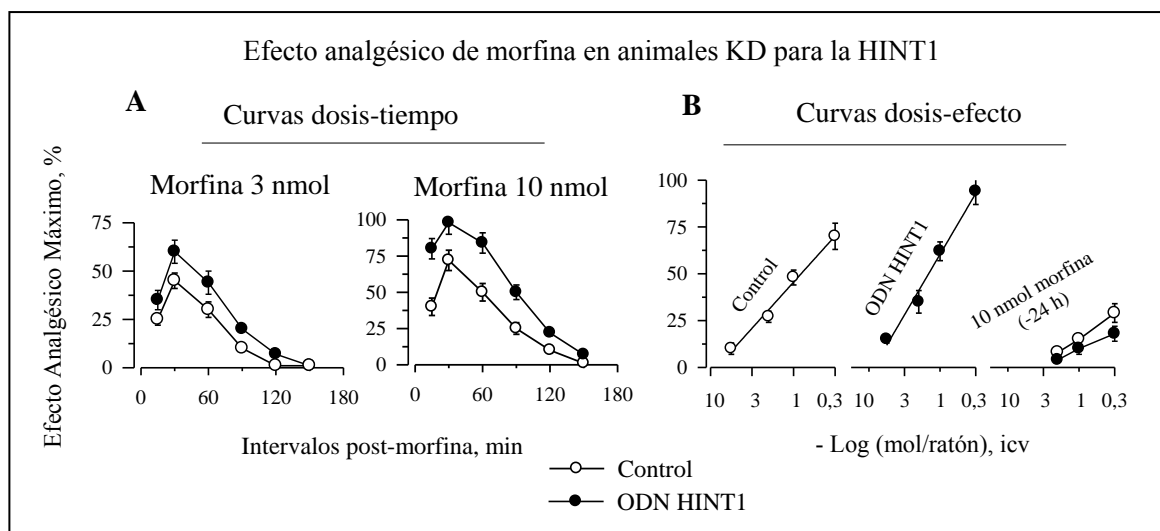 Efecto analgésico de morfina en animales KD para la HINT1
A
Curvas dosis-tiempo
B
Curvas dosis-efecto
Efecto Analgésico Máximo, %
Morfina 3 nmol
75
50
25
0
0 60 120 180
Morfina 10 nmol
100
75
50
25
0
0 60 120 180
Intervalos post-morfina, min
100
75
50
25
0
Control
ODN HINT1
10 nmol morfina
(-24 h)
10 3 1 0,3
10 3 1 0,3
10 3 1 0,3
- Log (mol/ratón), icv
Control
ODN HINT1